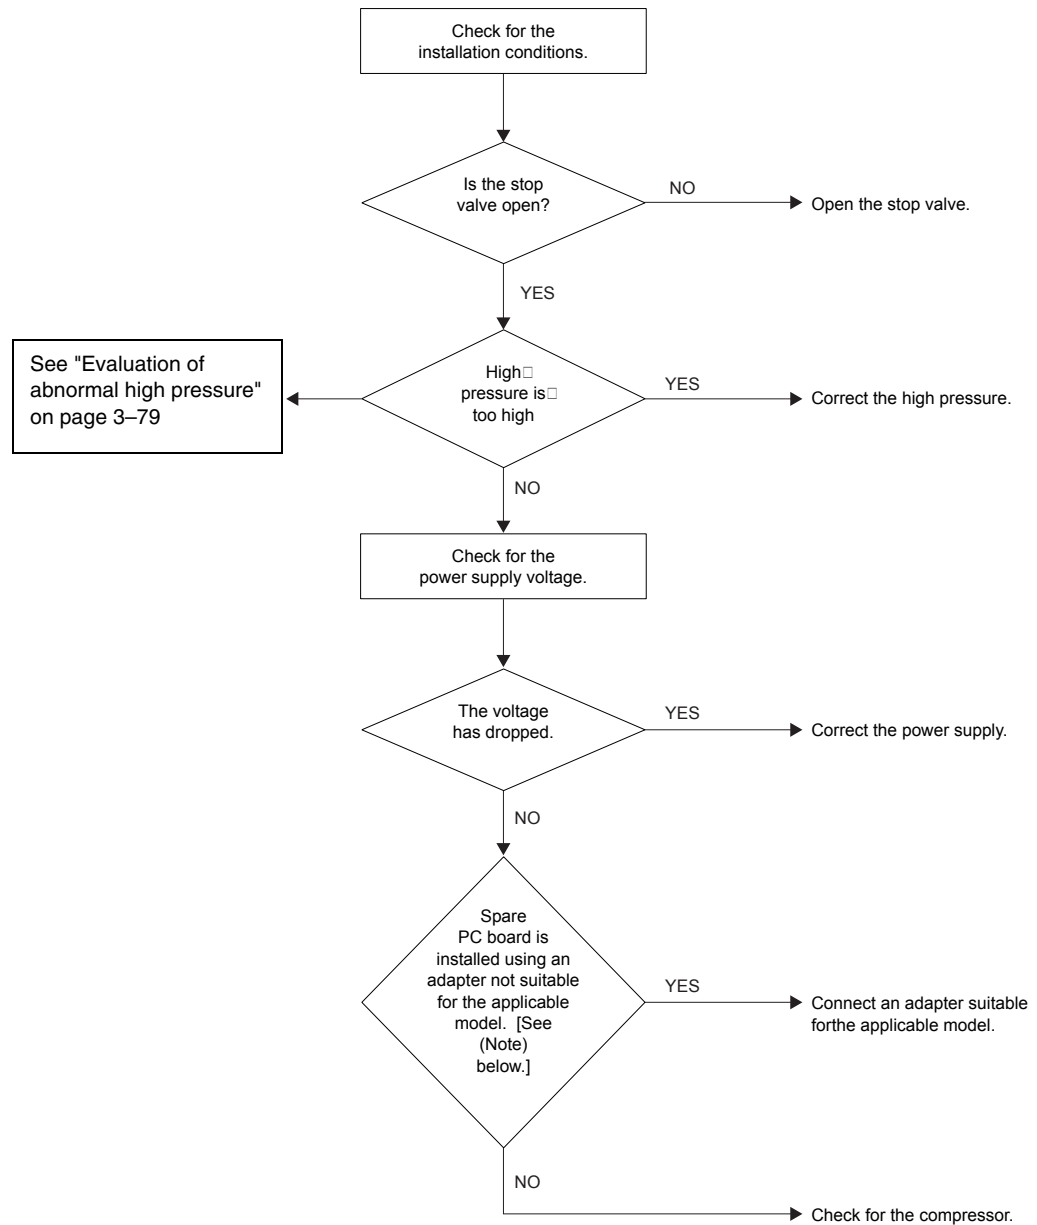 Check for the
installation conditions.
Is the stop
valve open?
NO
Open the stop valve.
YES
See "Evaluation of
abnormal high pressure"
on page 3–79
High□
pressure is□
too high
YES
Correct the high pressure.
NO
Check for the
power supply voltage.
The voltage
has dropped.
YES
Correct the power supply.
NO
Spare
PC board is
installed using an
adapter not suitable
for the applicable
model. [See
(Note)
below.]
YES
Connect an adapter suitable
forthe applicable model.
NO
Check for the compressor.